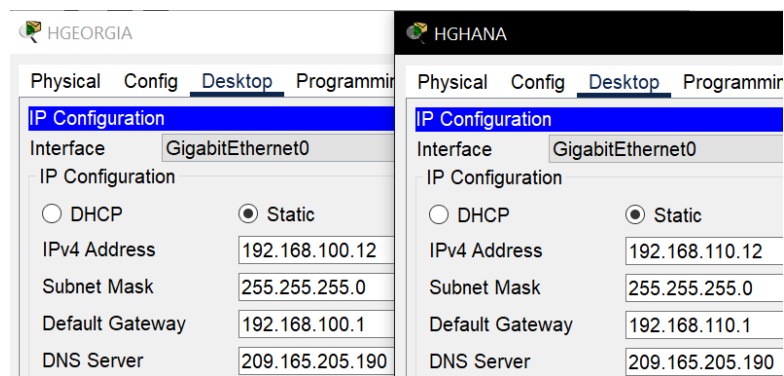 HGEORGIA
Physical Config Desktop Programmin
IP Configuration
Interface GigabitEthernet0
IP Configuration
DHCP Static
IPv4 Address 192.168.100.12
Subnet Mask 255.255.255.0
Default Gateway 192.168.100.1
DNS Server 209.165.205.190
HGHANA
Physical Config Desktop Programmin
IP Configuration
Interface GigabitEthernet0
IP Configuration
DHCP Static
IPv4 Address 192.168.110.12
Subnet Mask 255.255.255.0
Default Gateway 192.168.110.1
DNS Server 209.165.205.190